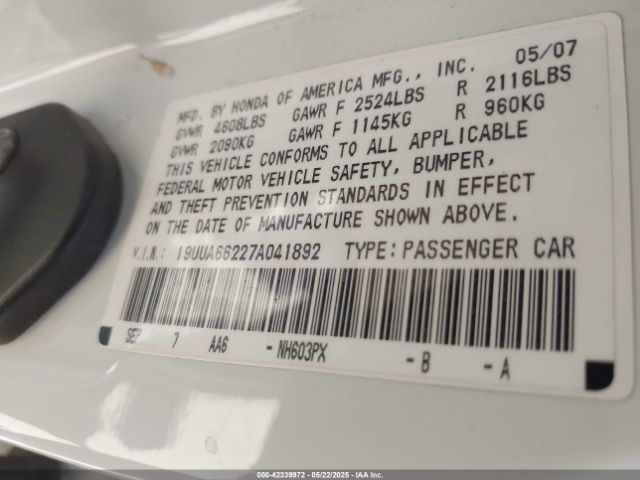 05/07
MFD. BY HONDA OF AMERICA MFG., INC.
GVWR 4608LBS GAWR F 2524LBS R 2116LBS
GVWR 2090KG GAWR F 1145KG R 960KG
THIS VEHICLE CONFORMS TO ALL APPLICABLE
FEDERAL MOTOR VEHICLE SAFETY, BUMPER,
AND THEFT PREVENTION STANDARDS IN EFFECT
ON THE DATE OF MANUFACTURE SHOWN ABOVE.
V.I.N.: 19UUA66227A041892 TYPE: PASSENGER CAR
SEP 7 AA6 - NH603PX - B - A
000-42339972 - 05/22/2025 - IAA Inc.